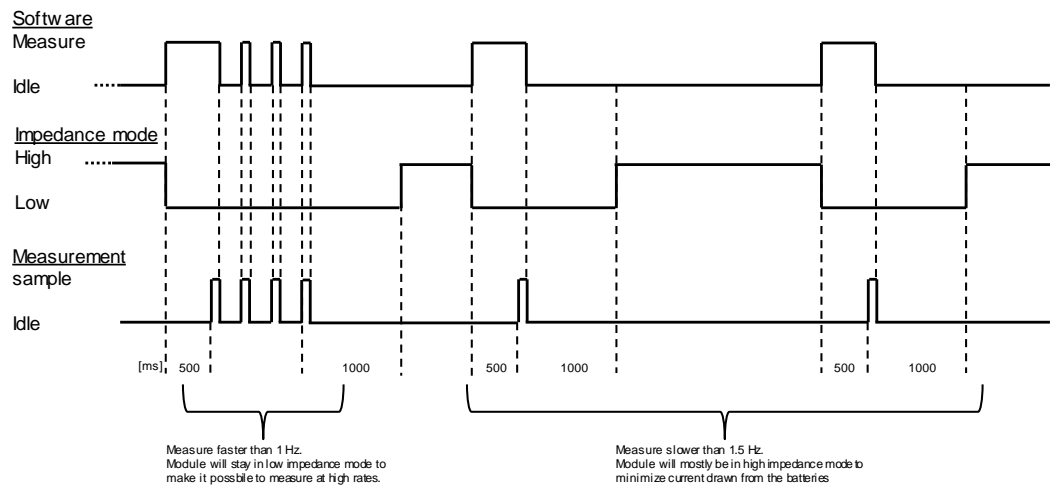 Software
Measure
Idle
Impedance mode
High
Low
Measurement
sample
Idle
[ms] 500 1000 500 1000 500 1000
Measure faster than 1 Hz.
Module will stay in low impedance mode to
make it possbile to measure at high rates.
Measure slower than 1.5 Hz.
Module will mostly be in high impedance mode to
minimize current drawn from the batteries